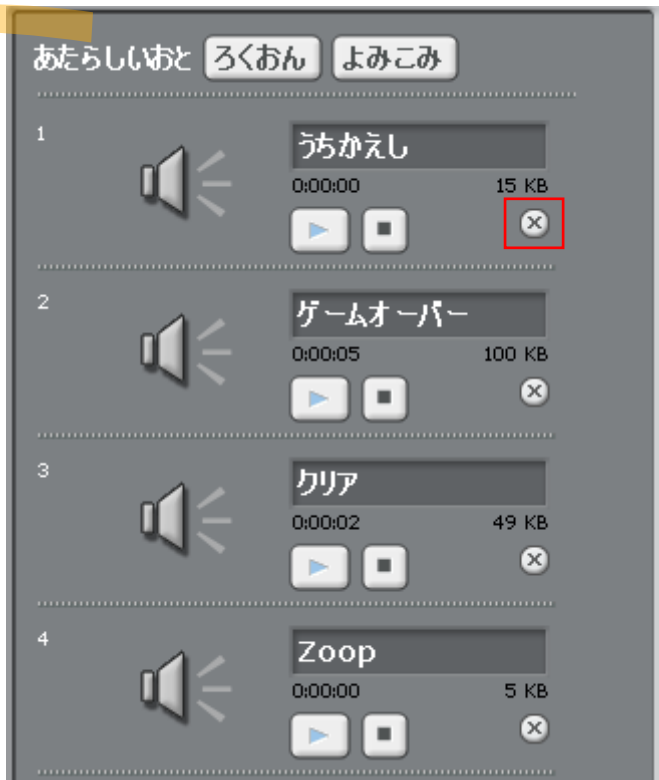 あたらしいおと ろくおん よみこみ
1
うちかえし
0:00:00 15 KB
2
ゲームオーバー
0:00:05 100 KB
3
クリア
0:00:02 49 KB
4
Zoop
0:00:00 5 KB